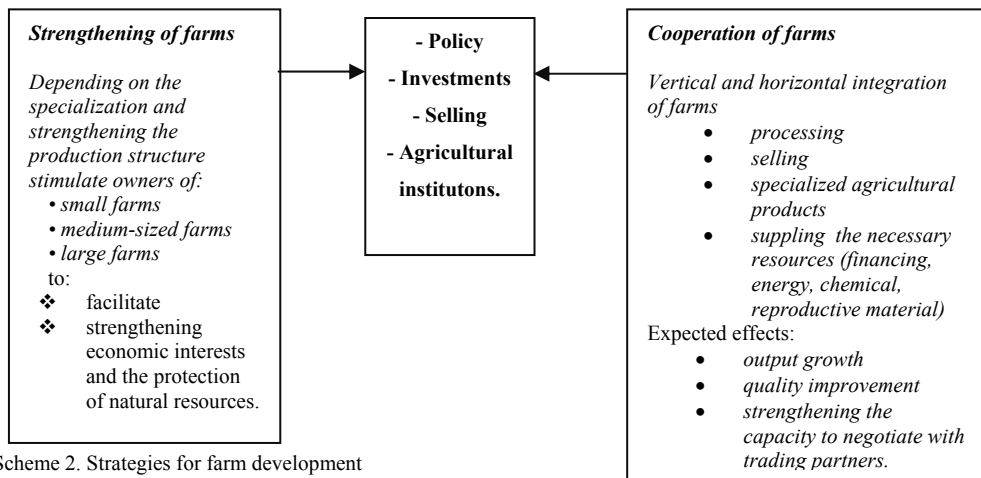 Strengthening of farms
Depending on the
specialization and
strengthening the
production structure
stimulate owners of:
• small farms
• medium-sized farms
• large farms
to:
❖ facilitate
❖ strengthening
economic interests
and the protection
of natural resources.
- Policy
- Investments
- Selling
- Agricultural
institutons.
Cooperation of farms
Vertical and horizontal integration
of farms
• processing
• selling
• specialized agricultural
products
• suppling the necessary
resources (financing,
energy, chemical,
reproductive material)
Expected effects:
• output growth
• quality improvement
• strengthening the
capacity to negotiate with
trading partners.
Scheme 2. Strategies for farm development